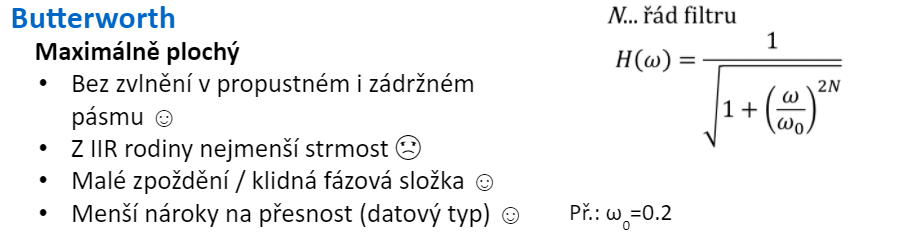 Butterworth
Maximálně plochý
• Bez zvlnění v propustném i zádržném
pásmu ☺
• Z IIR rodiny nejmenší strmost ☹
• Malé zpoždění / klidná fázová složka ☺
• Menší nároky na přesnost (datový typ) ☺
N... řád filtru
H(ω) = 1 / √(1 + (ω/ω₀)^{2N})
Př.: ω₀=0.2